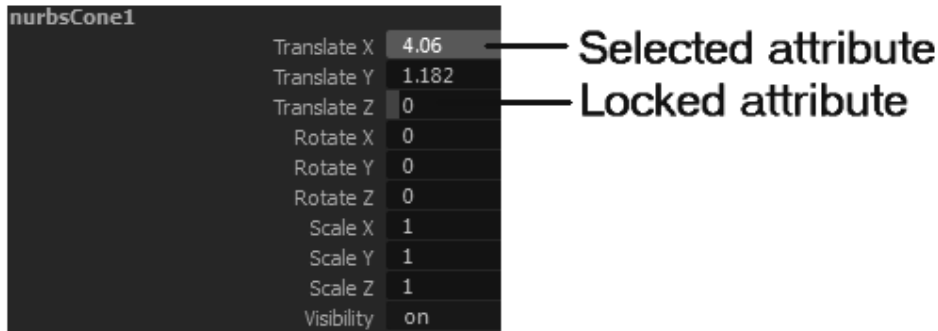 nurbsCone1
Translate X 4.06 Selected attribute
Translate Y 1.182
Translate Z 0 Locked attribute
Rotate X 0
Rotate Y 0
Rotate Z 0
Scale X 1
Scale Y 1
Scale Z 1
Visibility on